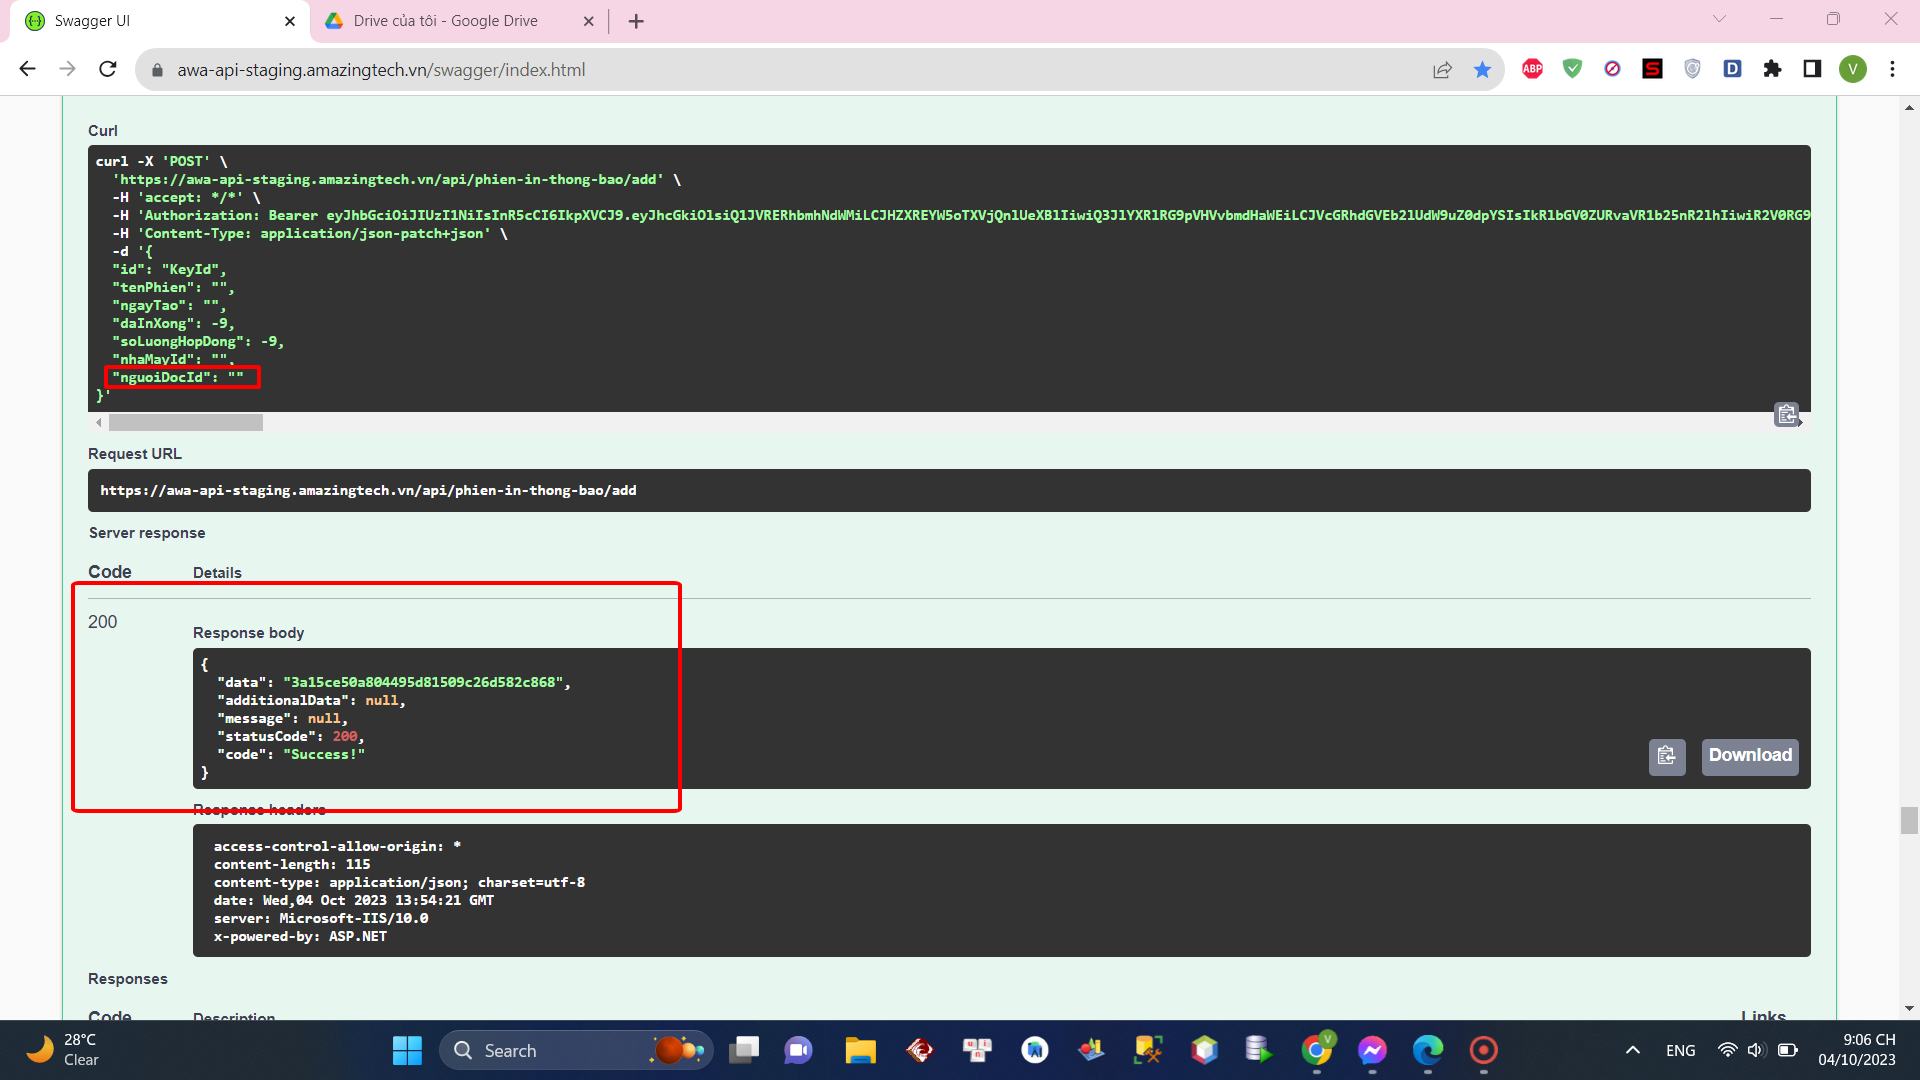 Swagger UI
Drive của tôi - Google Drive
awa-api-staging.amazingtech.vn/swagger/index.html
ABP
S
D
V
Curl
curl -X 'POST' \
'https://awa-api-staging.amazingtech.vn/api/phien-in-thong-bao/add' \
-H 'accept: */*' \
-H 'Authorization: Bearer eyJhbGciOiJIUzI1NiIsInR5cCI6IkpXVCJ9.eyJhcGkiOlsiQ1JVRERhbmhNdWMiLCJHZXREYW5oTXVjQnlUeXBlIiwiQ3JlYXRlRG9pVHVvbmdHaWEiLCJVcGRhdGVEb2lUdW9uZ0dpYSIsIkRlbGV0ZURvaVR1b25nR2lhIiwiR2V0RG9
-H 'Content-Type: application/json-patch+json' \
-d '{
"id": "KeyId",
"tenPhien": "",
"ngayTao": "",
"daInXong": -9,
"soLuongHopDong": -9,
"nhaMayId": "",
"nguoiDocId": ""
}'
Request URL
https://awa-api-staging.amazingtech.vn/api/phien-in-thong-bao/add
Server response
Code
Details
200
Response body
{
"data": "3a15ce50a804495d81509c26d582c868",
"additionalData": null,
"message": null,
"statusCode": 200,
"code": "Success!"
}
Download
Response headers
access-control-allow-origin: *
content-length: 115
content-type: application/json; charset=utf-8
date: Wed,04 Oct 2023 13:54:21 GMT
server: Microsoft-IIS/10.0
x-powered-by: ASP.NET
Responses
Code
Description
Links
28°C
Clear
Search
V
ENG
9:06 CH
04/10/2023